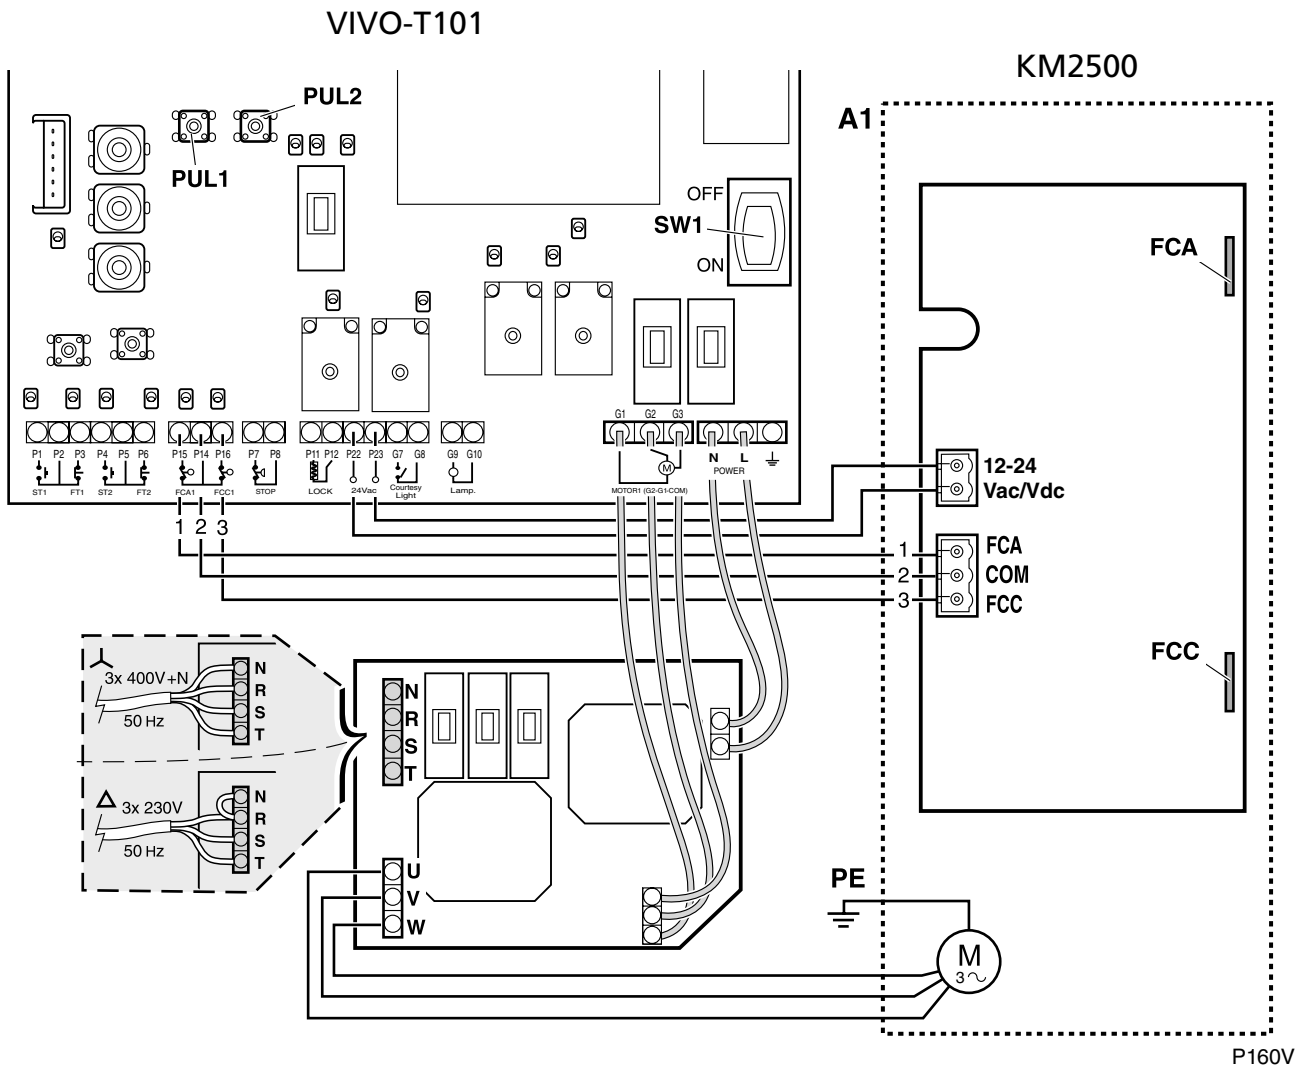 VIVO-T101
KM2500
A1
PUL2
PUL1
OFF
SW1
ON
FCA
G1 G2 G3
P1 P2 P3 P4 P5 P6 P15 P14 P16 P7 P8 P11 P12 P22 P23 G7 G8 G9 G10
N L
M
POWER
ST1 FT1 ST2 FT2 FCA1 FCC1 STOP LOCK 24Vac Courtesy Light Lamp. MOTOR1 (G2-G1-COM)
12-24
Vac/Vdc
1 2 3
1 FCA
2 COM
3 FCC
FCC
3x 400V+N
50 Hz
N
R
S
T
N
R
S
T
3x 230V
50 Hz
N
R
S
T
U
V
W
PE
M
3
P160V